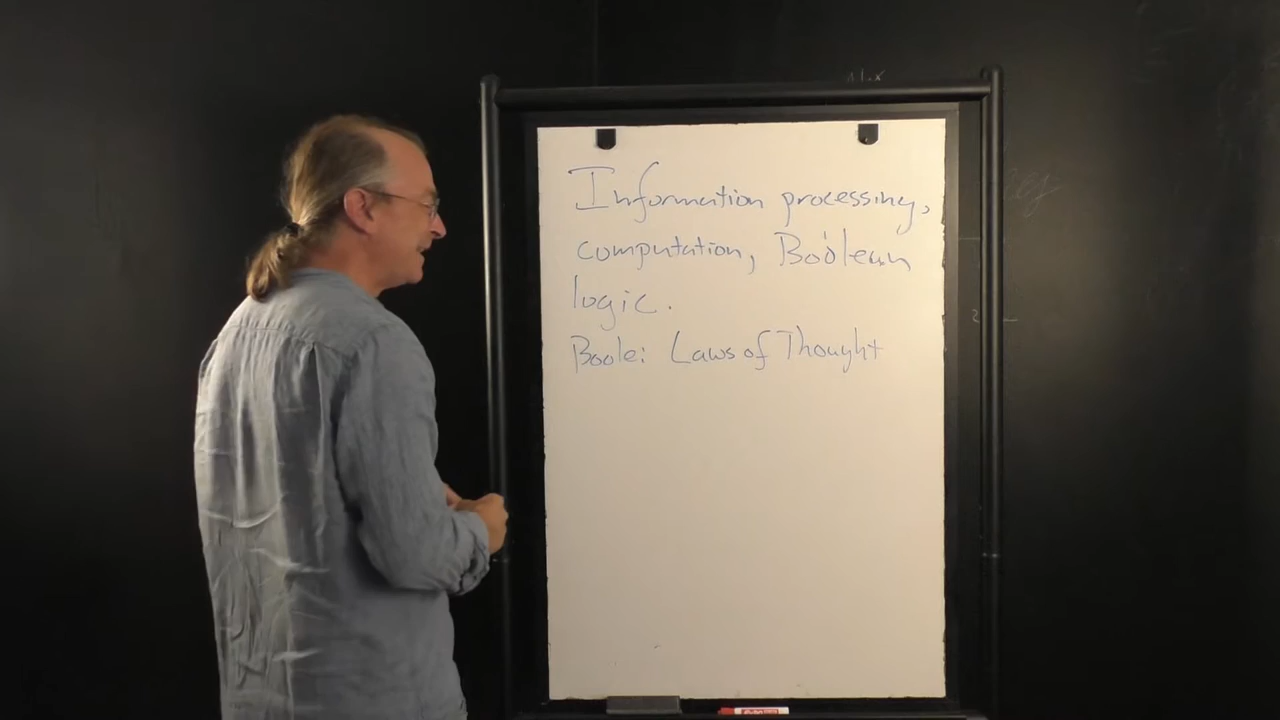 Information processing,
computation, Boolean
logic.
Boole: Laws of Thought